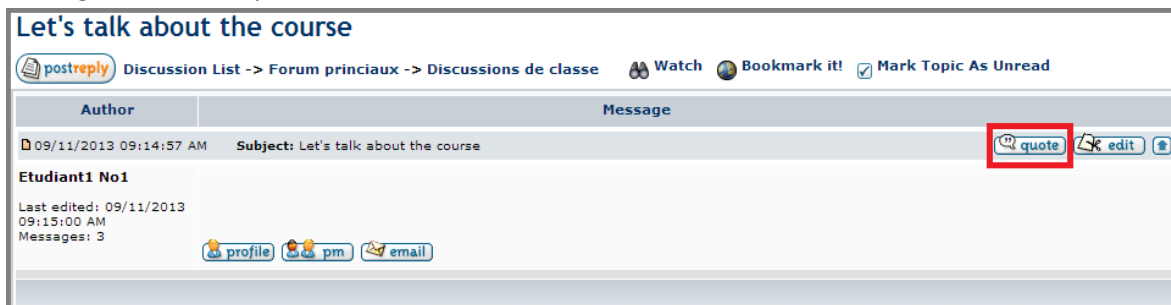 Let's talk about the course
postreply Discussion List -> Forum princiaux -> Discussions de classe Watch Bookmark it! Mark Topic As Unread
Author Message
09/11/2013 09:14:57 AM Subject: Let's talk about the course quote edit
Etudiant1 No1
Last edited: 09/11/2013
09:15:00 AM
Messages: 3
profile pm email